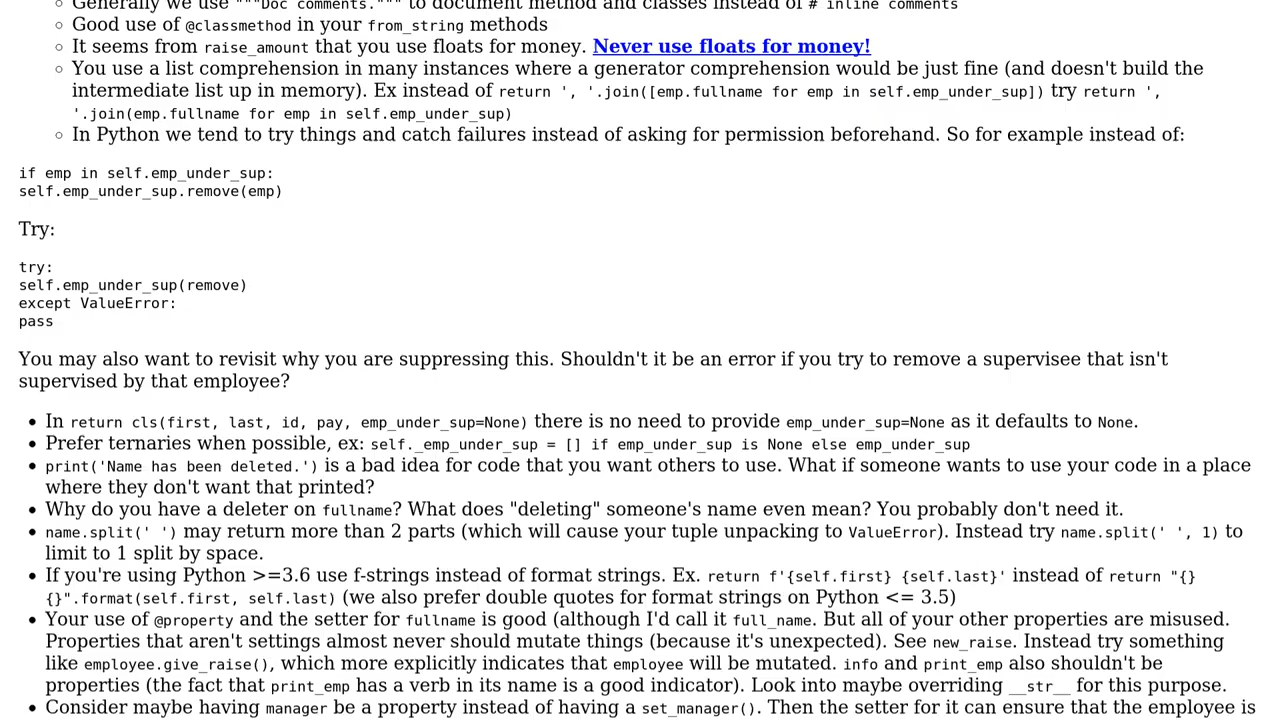 Generally we use """Doc comments.""" to document method and classes instead of # inline comments
Good use of @classmethod in your from_string methods
It seems from raise_amount that you use floats for money. Never use floats for money!
You use a list comprehension in many instances where a generator comprehension would be just fine (and doesn't build the
intermediate list up in memory). Ex instead of return ', '.join([emp.fullname for emp in self.emp_under_sup]) try return ',
'.join(emp.fullname for emp in self.emp_under_sup)
In Python we tend to try things and catch failures instead of asking for permission beforehand. So for example instead of:
if emp in self.emp_under_sup:
self.emp_under_sup.remove(emp)
Try:
try:
self.emp_under_sup(remove)
except ValueError:
pass
You may also want to revisit why you are suppressing this. Shouldn't it be an error if you try to remove a supervisee that isn't
supervised by that employee?
In return cls(first, last, id, pay, emp_under_sup=None) there is no need to provide emp_under_sup=None as it defaults to None.
Prefer ternaries when possible, ex: self._emp_under_sup = [] if emp_under_sup is None else emp_under_sup
print('Name has been deleted.') is a bad idea for code that you want others to use. What if someone wants to use your code in a place
where they don't want that printed?
Why do you have a deleter on fullname? What does "deleting" someone's name even mean? You probably don't need it.
name.split(' ') may return more than 2 parts (which will cause your tuple unpacking to ValueError). Instead try name.split(' ', 1) to
limit to 1 split by space.
If you're using Python >=3.6 use f-strings instead of format strings. Ex. return f'{self.first} {self.last}' instead of return "{}
{}".format(self.first, self.last) (we also prefer double quotes for format strings on Python <= 3.5)
Your use of @property and the setter for fullname is good (although I'd call it full_name. But all of your other properties are misused.
Properties that aren't settings almost never should mutate things (because it's unexpected). See new_raise. Instead try something
like employee.give_raise(), which more explicitly indicates that employee will be mutated. info and print_emp also shouldn't be
properties (the fact that print_emp has a verb in its name is a good indicator). Look into maybe overriding __str__ for this purpose.
Consider maybe having manager be a property instead of having a set_manager(). Then the setter for it can ensure that the employee is